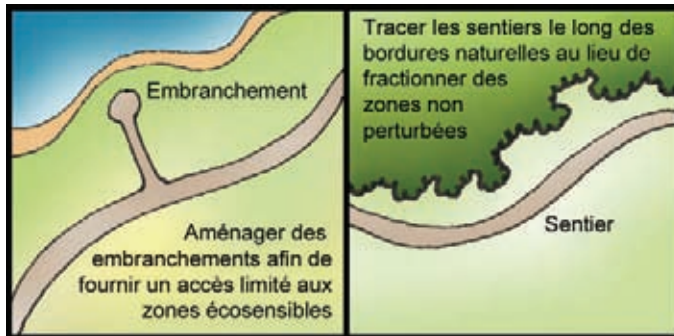 Embranchement
Aménager des
embranchements afin de
fournir un accès limité aux
zones écosensibles
Tracer les sentiers le long des
bordures naturelles au lieu de
fractionner des
zones non
perturbées
Sentier